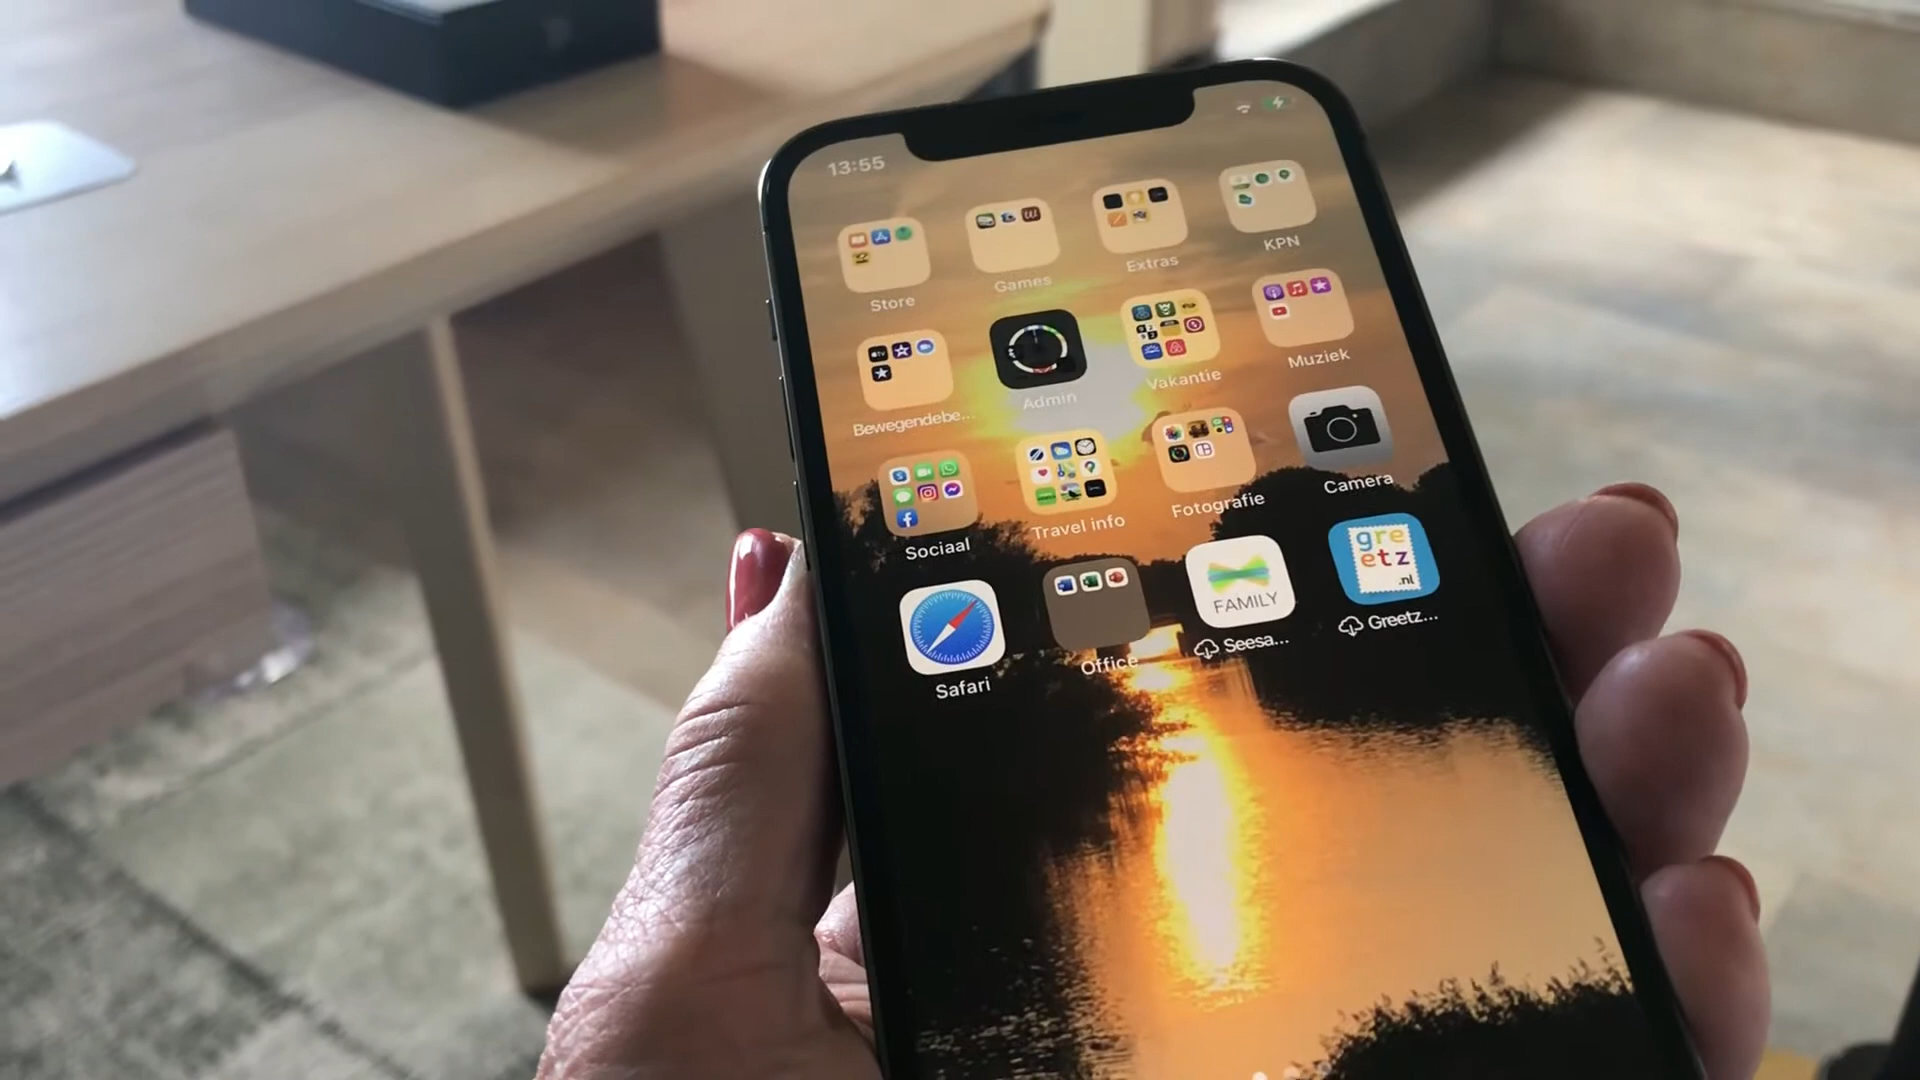 13:55
Store
Games
Extras
KPN
Bewegendebe...
Admin
Vakantie
Muziek
Sociaal
Travel info
Fotografie
Camera
Safari
Office
FAMILY
Seesa...
gre
etz
.nl
Greetz...